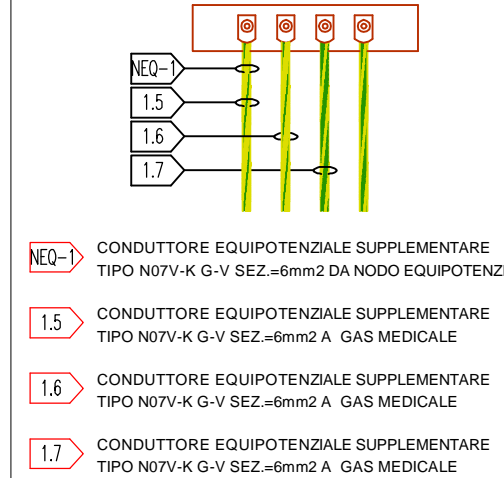 NEQ-1
1.5
1.6
1.7
NEQ-1 CONDUTTORE EQUIPOTENZIALE SUPPLEMENTARE
TIPO N07V-K G-V SEZ.=6mm2 DA NODO EQUIPOTENZI
1.5 CONDUTTORE EQUIPOTENZIALE SUPPLEMENTARE
TIPO N07V-K G-V SEZ.=6mm2 A GAS MEDICALE
1.6 CONDUTTORE EQUIPOTENZIALE SUPPLEMENTARE
TIPO N07V-K G-V SEZ.=6mm2 A GAS MEDICALE
1.7 CONDUTTORE EQUIPOTENZIALE SUPPLEMENTARE
TIPO N07V-K G-V SEZ.=6mm2 A GAS MEDICALE